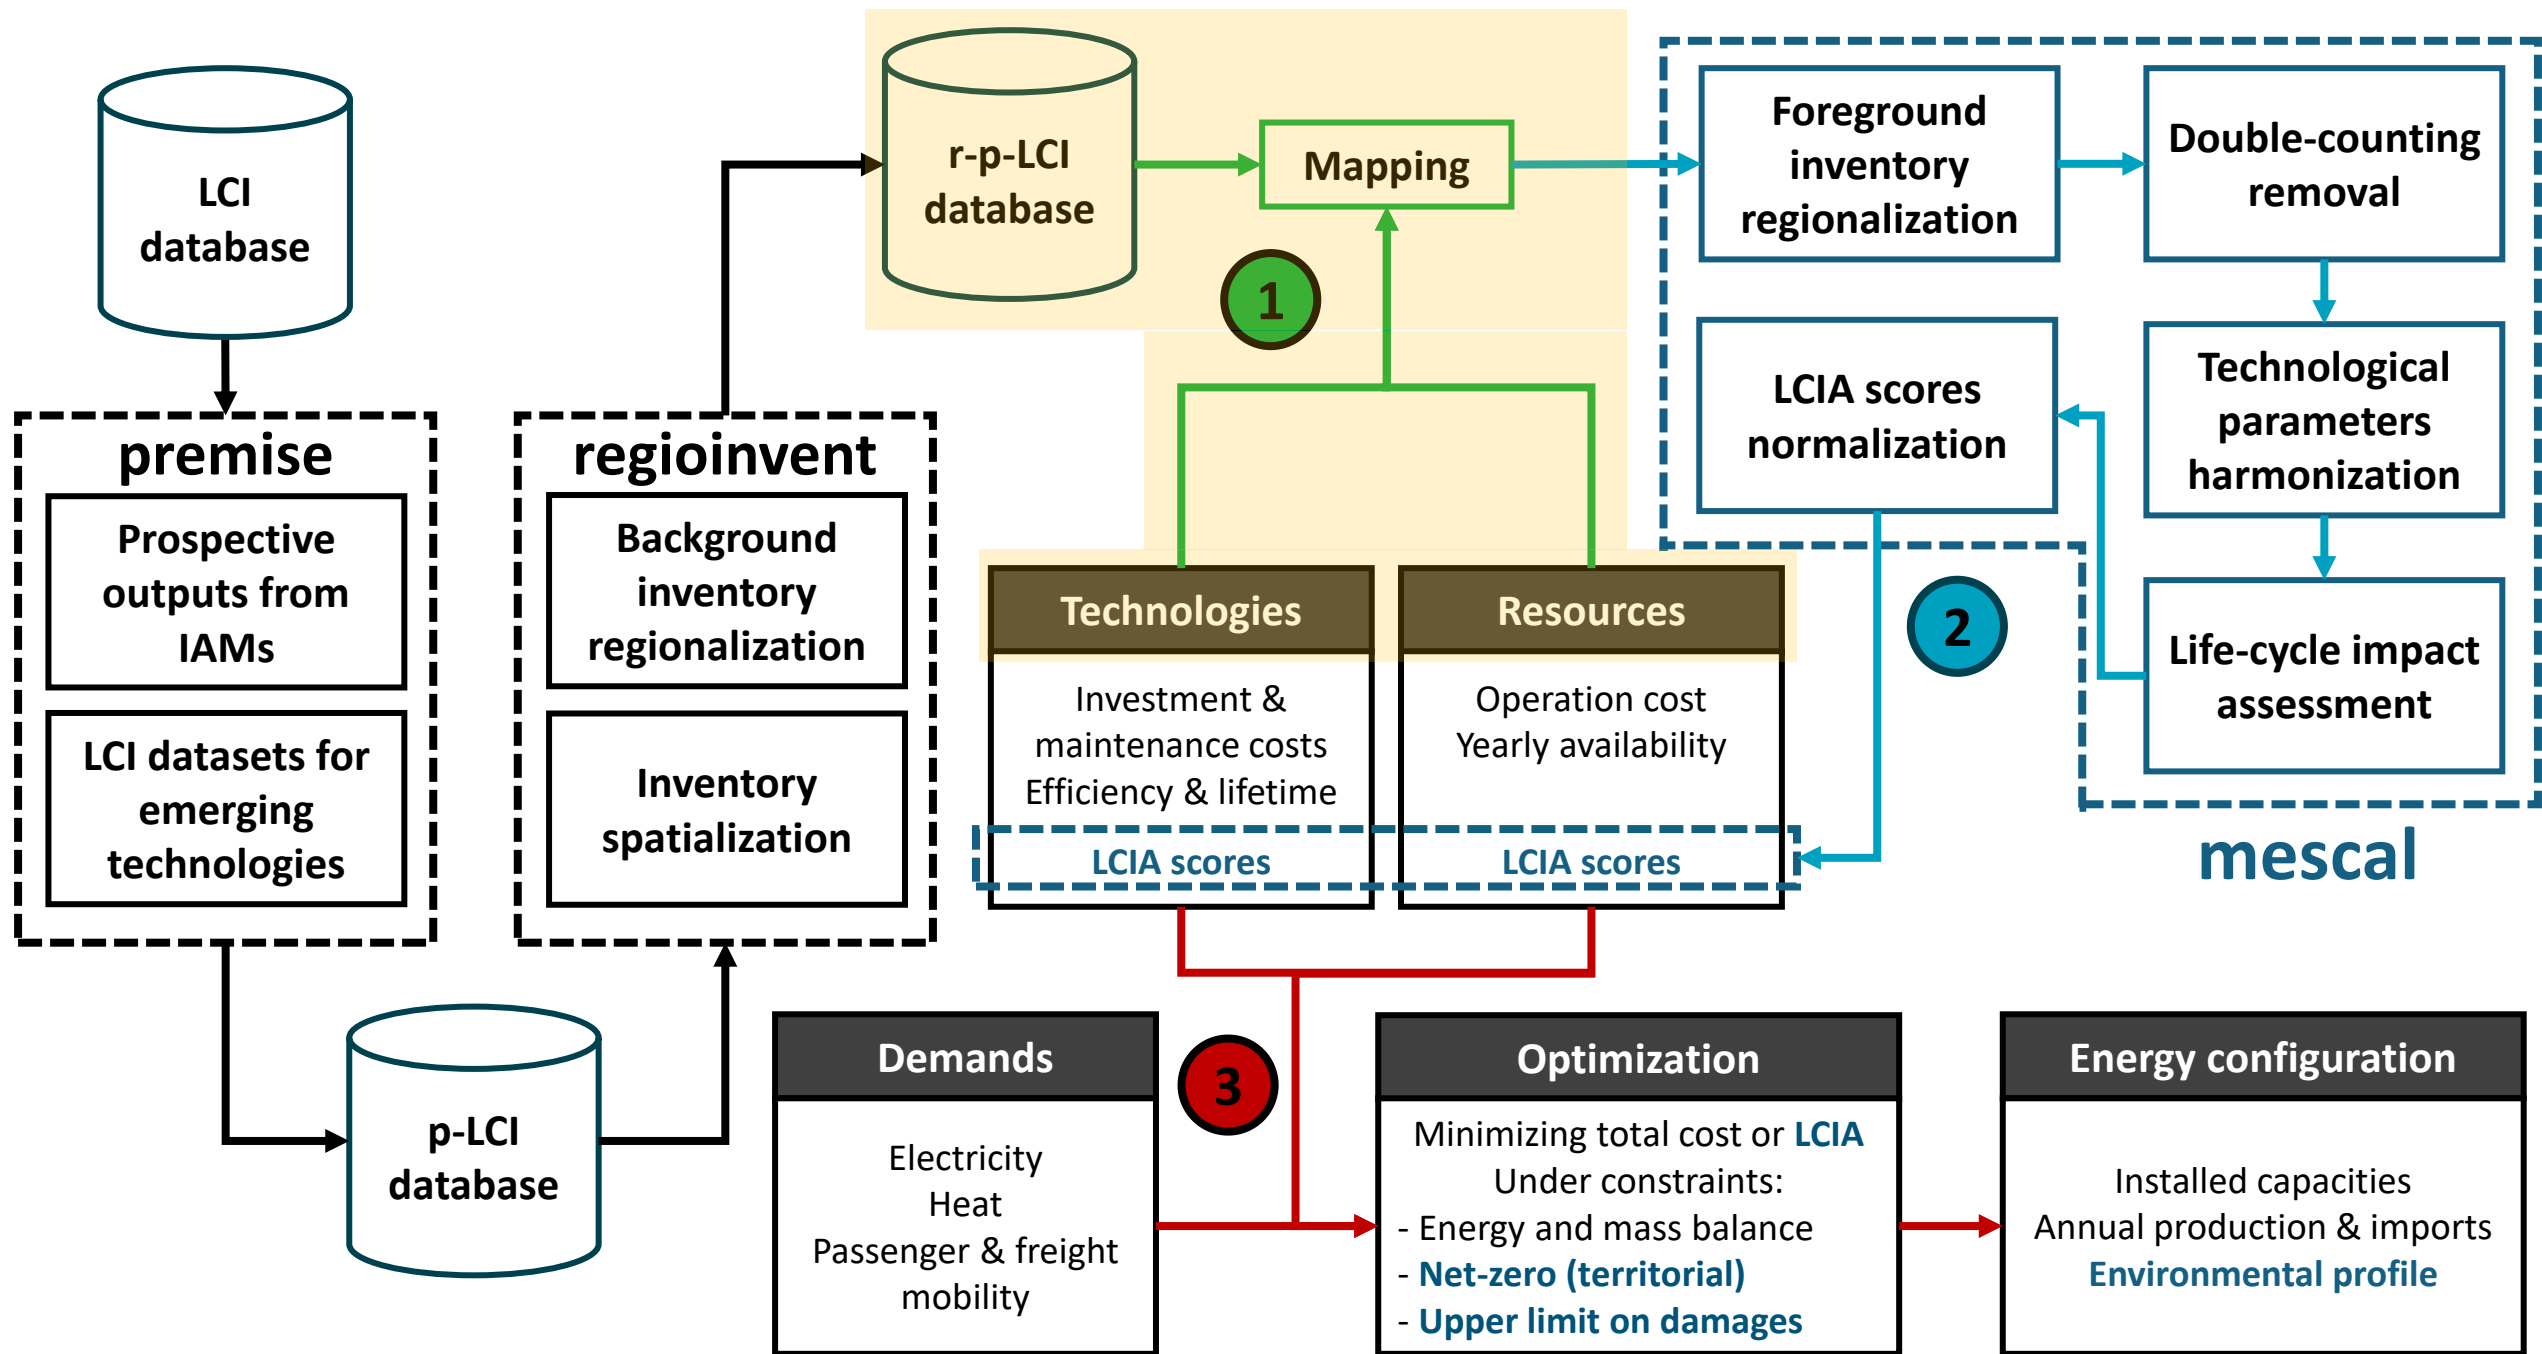 LCI
database
premise
Prospective
outputs from
IAMs
LCI datasets for
emerging
technologies
p-LCI
database
regioinvent
Background
inventory
regionalization
Inventory
spatialization
r-p-LCI
database
Mapping
1
Foreground
inventory
regionalization
Double-counting
removal
Technological
parameters
harmonization
Life-cycle impact
assessment
LCIA scores
normalization
2
mescal
Technologies
Investment &
maintenance costs
Efficiency & lifetime
LCIA scores
Resources
Operation cost
Yearly availability
LCIA scores
3
Demands
Electricity
Heat
Passenger & freight
mobility
Optimization
Minimizing total cost or LCIA
Under constraints:
- Energy and mass balance
- Net-zero (territorial)
- Upper limit on damages
Energy configuration
Installed capacities
Annual production & imports
Environmental profile